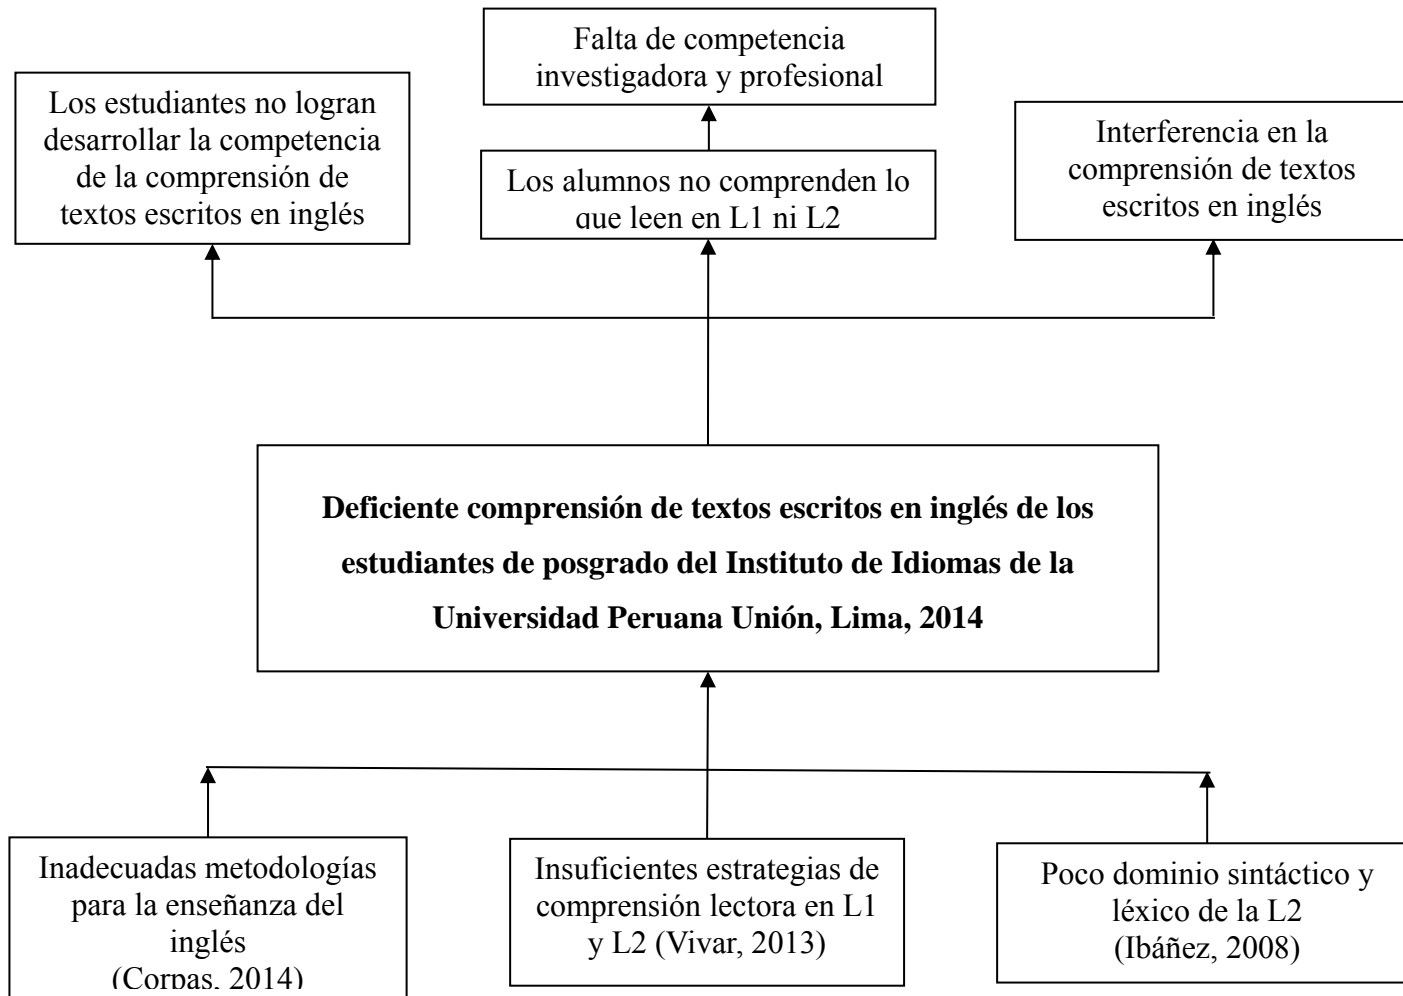 Falta de competencia
investigadora y profesional
Los estudiantes no logran
desarrollar la competencia
de la comprensión de
textos escritos en inglés
Los alumnos no comprenden lo
que leen en L1 ni L2
Interferencia en la
comprensión de textos
escritos en inglés
Deficiente comprensión de textos escritos en inglés de los
estudiantes de posgrado del Instituto de Idiomas de la
Universidad Peruana Unión, Lima, 2014
Inadecuadas metodologías
para la enseñanza del
inglés
(Corpas, 2014)
Insuficientes estrategias de
comprensión lectora en L1
y L2 (Vivar, 2013)
Poco dominio sintáctico y
léxico de la L2
(Ibáñez, 2008)